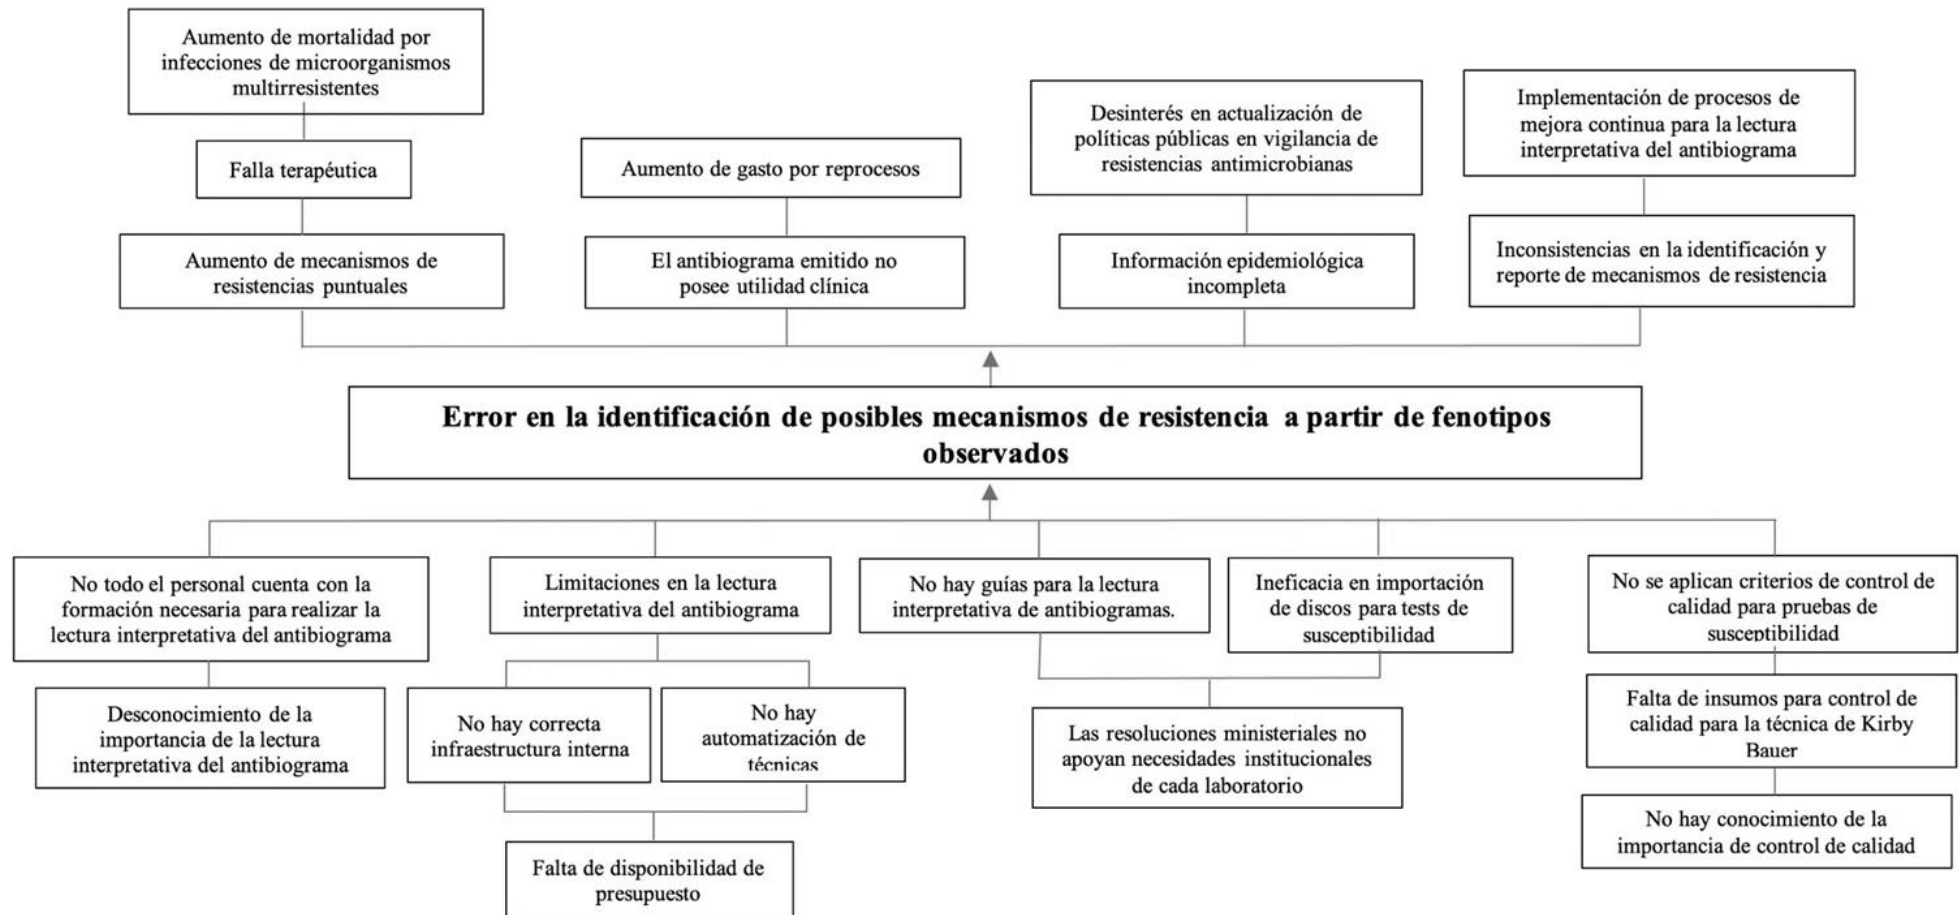 Aumento de mortalidad por
infecciones de microorganismos
multirresistentes
Falla terapéutica
Aumento de mecanismos de
resistencias puntuales
Aumento de gasto por reprocesos
El antibiograma emitido no
posee utilidad clínica
Desinterés en actualización de
políticas públicas en vigilancia de
resistencias antimicrobianas
Información epidemiológica
incompleta
Implementación de procesos de
mejora continua para la lectura
interpretativa del antibiograma
Inconsistencias en la identificación y
reporte de mecanismos de resistencia
Error en la identificación de posibles mecanismos de resistencia a partir de fenotipos
observados
No todo el personal cuenta con la
formación necesaria para realizar la
lectura interpretativa del antibiograma
Desconocimiento de la
importancia de la lectura
interpretativa del antibiograma
Limitaciones en la lectura
interpretativa del antibiograma
No hay correcta
infraestructura interna
No hay
automatización de
técnicas
Falta de disponibilidad de
presupuesto
No hay guías para la lectura
interpretativa de antibiogramas.
Ineficacia en importación
de discos para tests de
susceptibilidad
Las resoluciones ministeriales no
apoyan necesidades institucionales
de cada laboratorio
No se aplican criterios de control de
calidad para pruebas de
susceptibilidad
Falta de insumos para control de
calidad para la técnica de Kirby
Bauer
No hay conocimiento de la
importancia de control de calidad